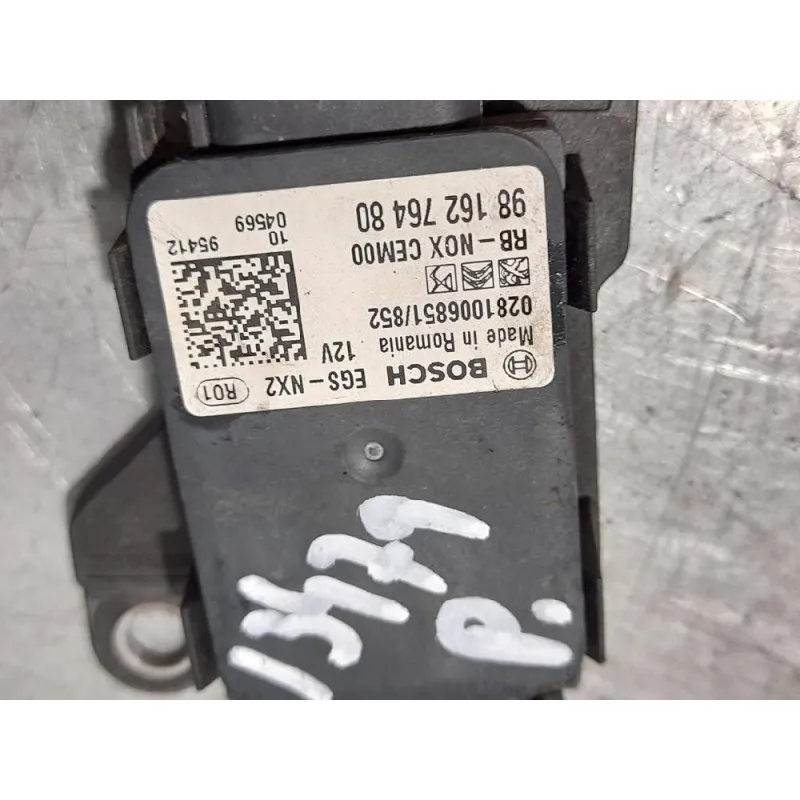 BOSCH EGS-NX2 R01
Made in Romania 12V
0281006851/852
RB-NOX CEM00
98 162 764 80
10 95412
04569
13479
P.